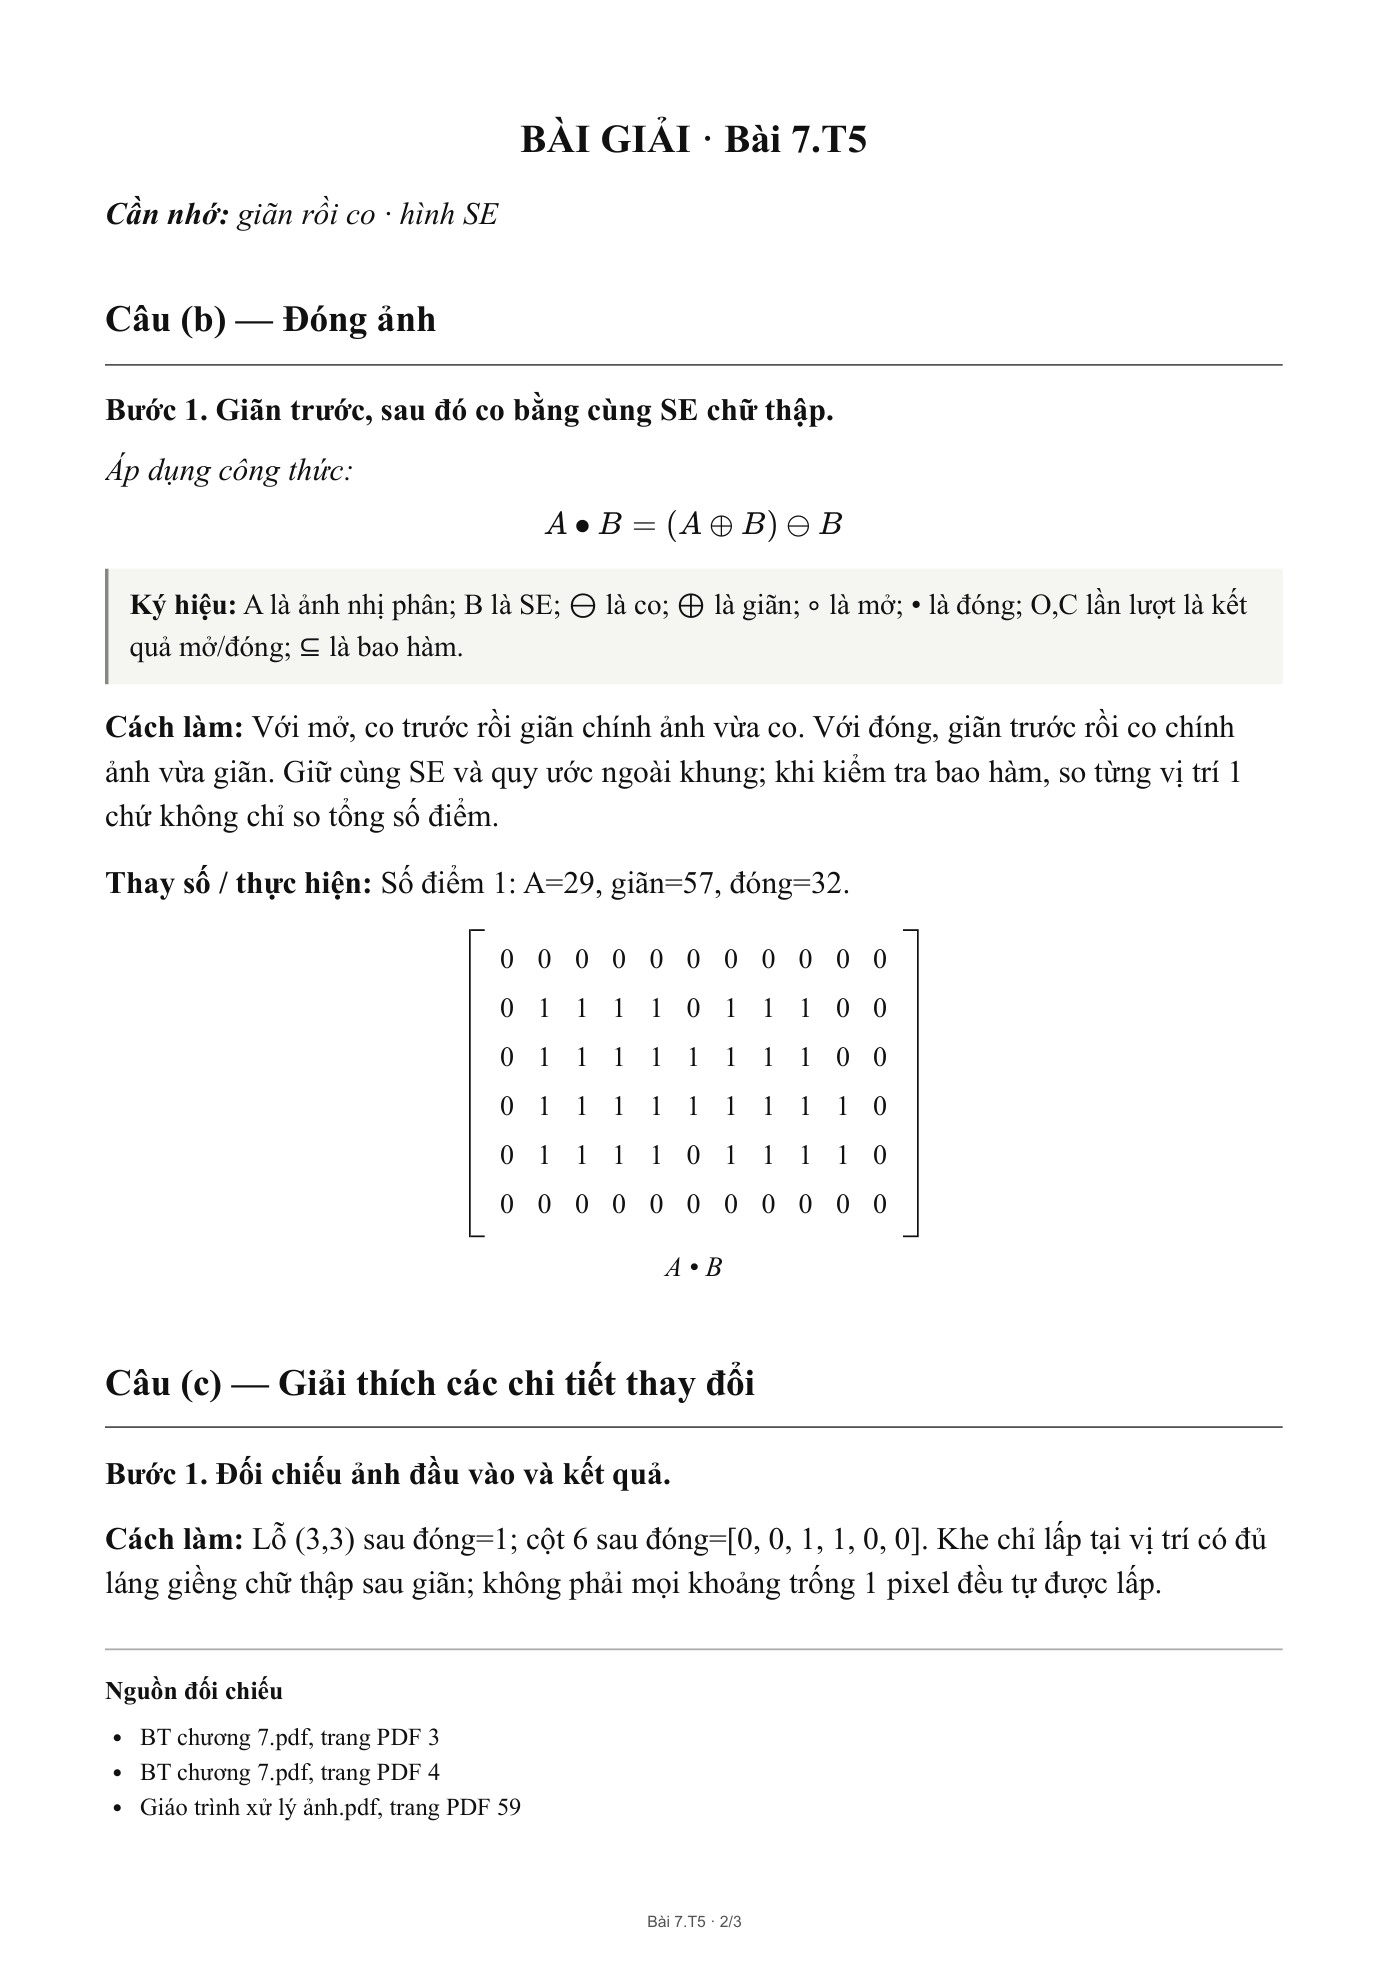 BÀI GIẢI · Bài 7.T5
Cần nhớ: giãn rồi co · hình SE
Câu (b) — Đóng ảnh
Bước 1. Giãn trước, sau đó co bằng cùng SE chữ thập.
Áp dụng công thức:
A • B = (A ⊕ B) ⊖ B
Ký hiệu: A là ảnh nhị phân; B là SE; ⊖ là co; ⊕ là giãn; ∘ là mở; • là đóng; O,C lần lượt là kết
quả mở/đóng; ⊆ là bao hàm.
Cách làm: Với mở, co trước rồi giãn chính ảnh vừa co. Với đóng, giãn trước rồi co chính
ảnh vừa giãn. Giữ cùng SE và quy ước ngoài khung; khi kiểm tra bao hàm, so từng vị trí 1
chứ không chỉ so tổng số điểm.
Thay số / thực hiện: Số điểm 1: A=29, giãn=57, đóng=32.
0 0 0 0 0 0 0 0 0 0 0
0 1 1 1 1 0 1 1 1 0 0
0 1 1 1 1 1 1 1 1 0 0
0 1 1 1 1 1 1 1 1 1 0
0 1 1 1 1 0 1 1 1 1 0
0 0 0 0 0 0 0 0 0 0 0
A • B
Câu (c) — Giải thích các chi tiết thay đổi
Bước 1. Đối chiếu ảnh đầu vào và kết quả.
Cách làm: Lỗ (3,3) sau đóng=1; cột 6 sau đóng=[0, 0, 1, 1, 0, 0]. Khe chỉ lấp tại vị trí có đủ
láng giềng chữ thập sau giãn; không phải mọi khoảng trống 1 pixel đều tự được lấp.
Nguồn đối chiếu
• BT chương 7.pdf, trang PDF 3
• BT chương 7.pdf, trang PDF 4
• Giáo trình xử lý ảnh.pdf, trang PDF 59
Bài 7.T5 · 2/3